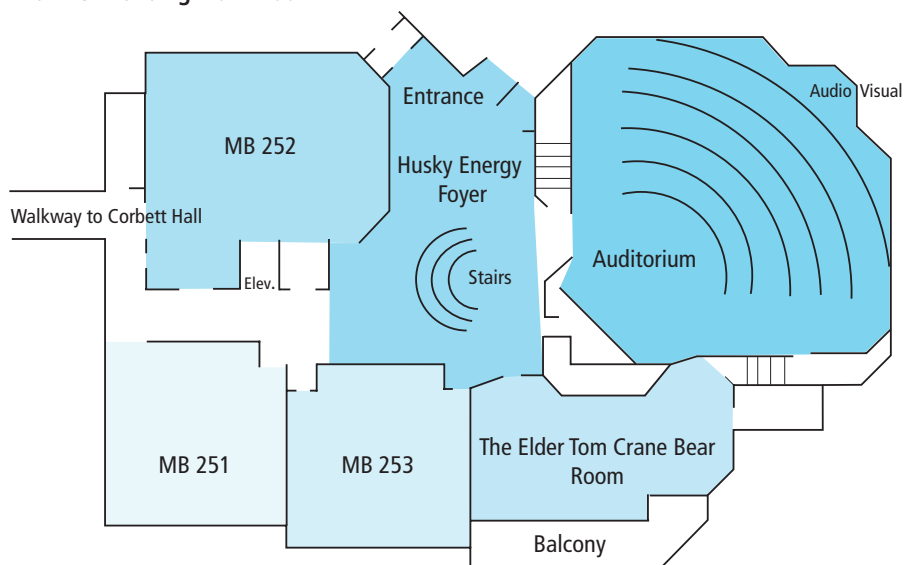 Entrance
Audio Visual
MB 252
Husky Energy
Foyer
Walkway to Corbett Hall
Auditorium
Elev.
Stairs
MB 251
MB 253
The Elder Tom Crane Bear
Room
Balcony